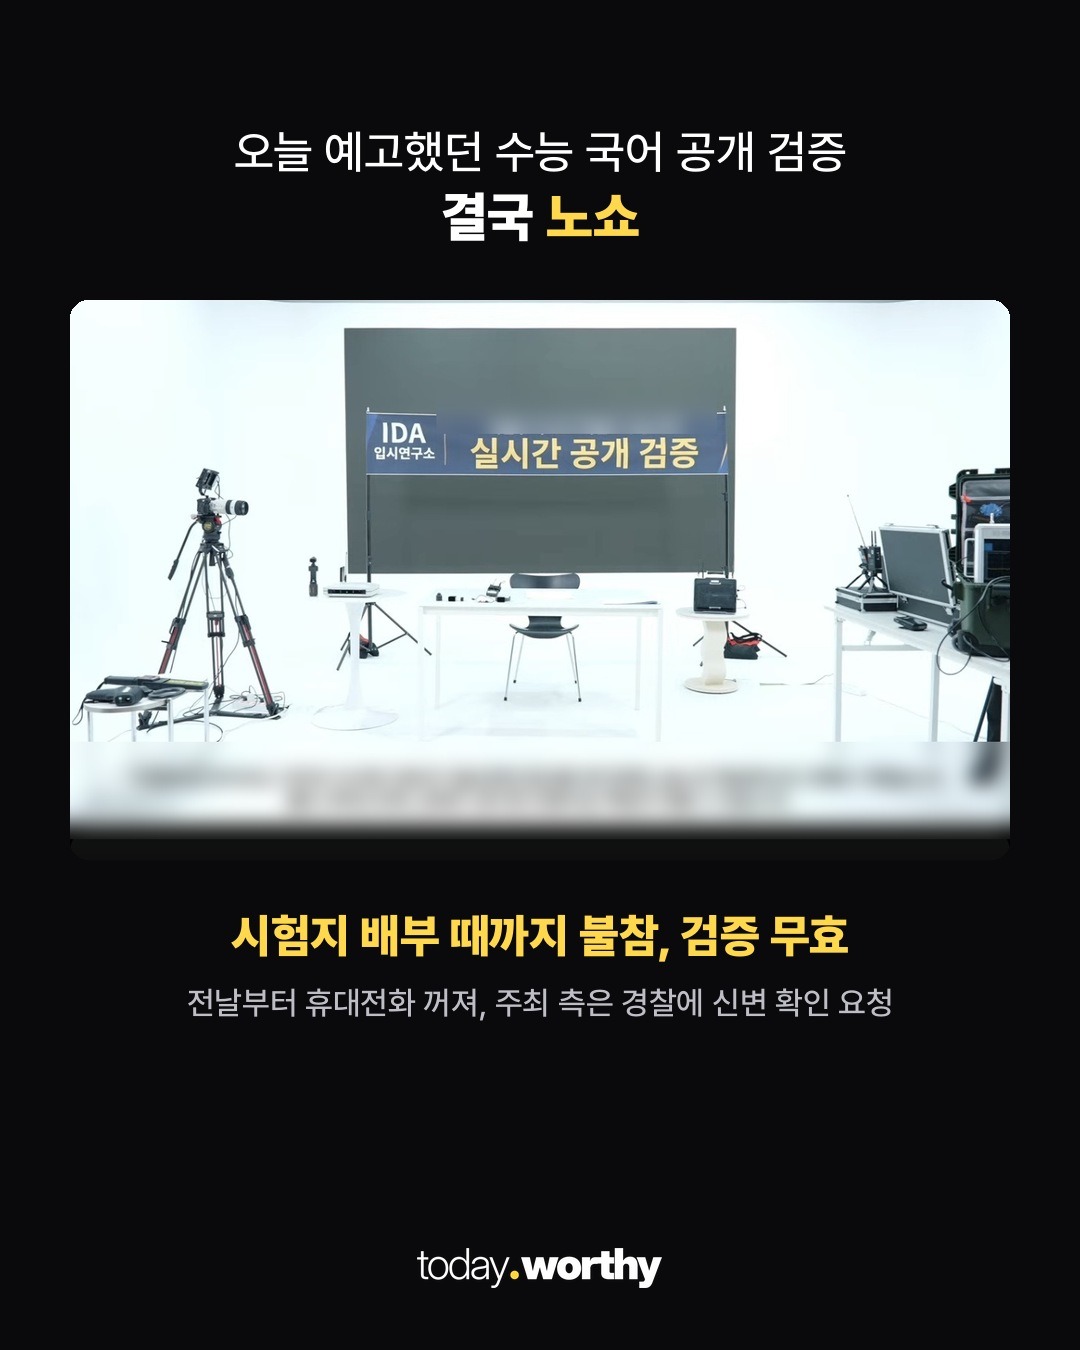 오늘 예고했던 수능 국어 공개 검증
결국 노쇼
IDA
입시연구소
실시간 공개 검증
시험지 배부 때까지 불참, 검증 무효
전날부터 휴대전화 꺼져, 주최 측은 경찰에 신변 확인 요청
today.worthy